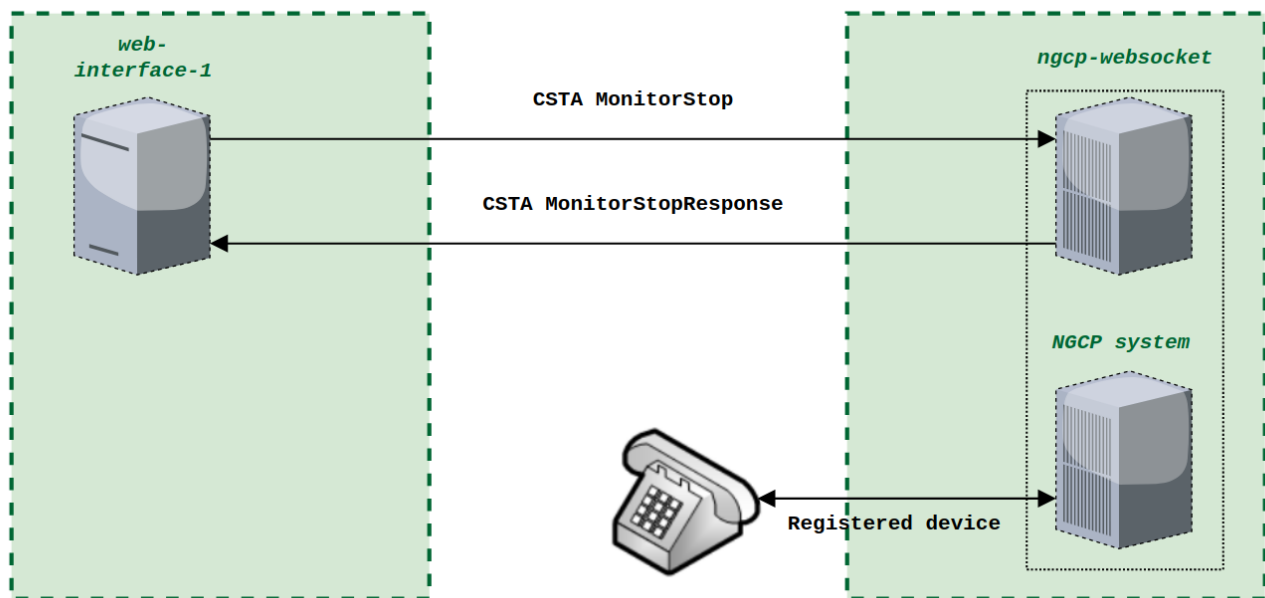 web-
interface-1
ngcp-websocket
CSTA MonitorStop
CSTA MonitorStopResponse
NGCP system
Registered device